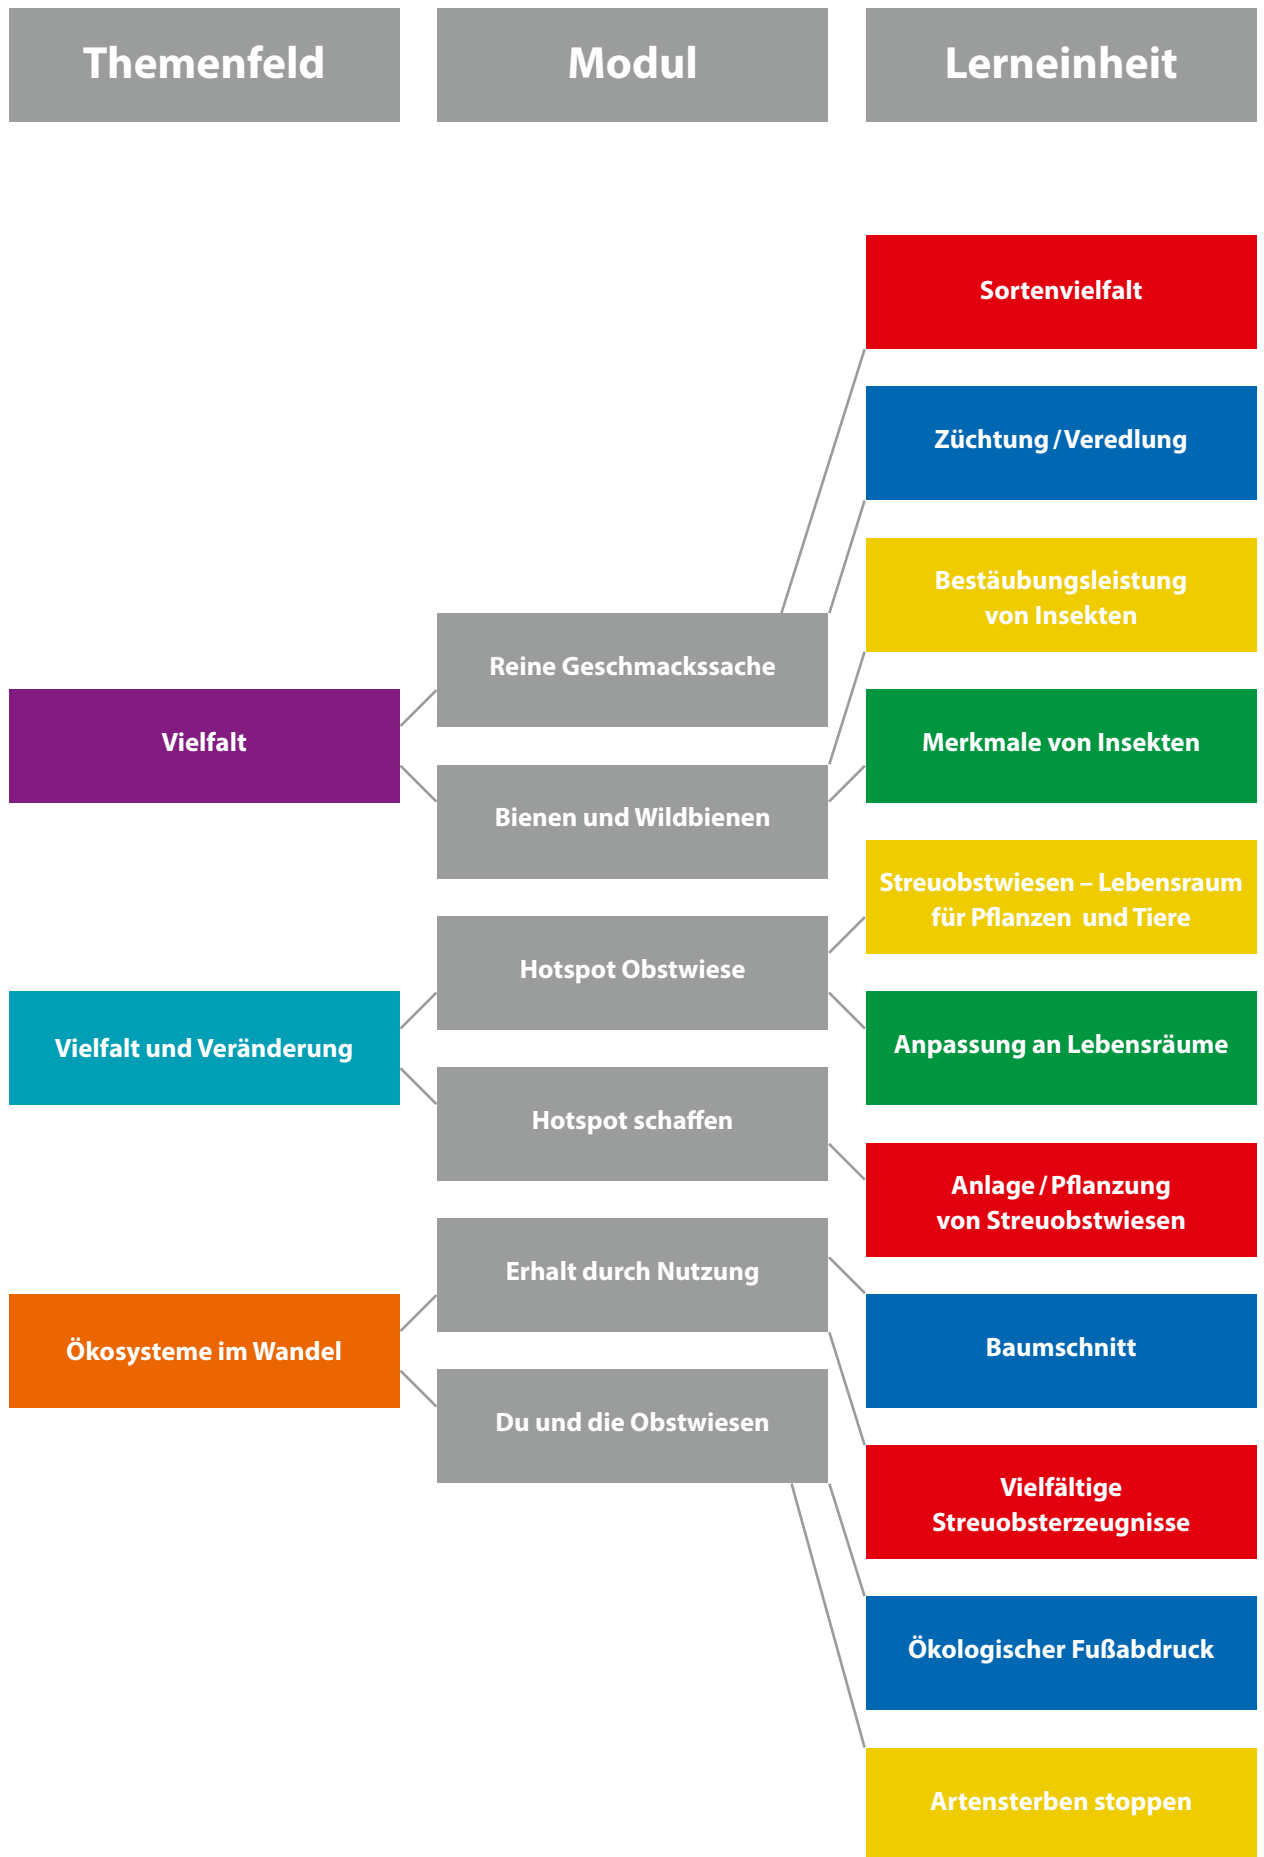 Themenfeld
Modul
Lerneinheit
Sortenvielfalt
Züchtung / Veredlung
Bestäubungsleistung
von Insekten
Reine Geschmackssache
Vielfalt
Merkmale von Insekten
Bienen und Wildbienen
Streuobstwiesen – Lebensraum
für Pflanzen und Tiere
Hotspot Obstwiese
Vielfalt und Veränderung
Anpassung an Lebensräume
Hotspot schaffen
Anlage / Pflanzung
von Streuobstwiesen
Erhalt durch Nutzung
Ökosysteme im Wandel
Baumschnitt
Du und die Obstwiesen
Vielfältige
Streuobsterzeugnisse
Ökologischer Fußabdruck
Artensterben stoppen